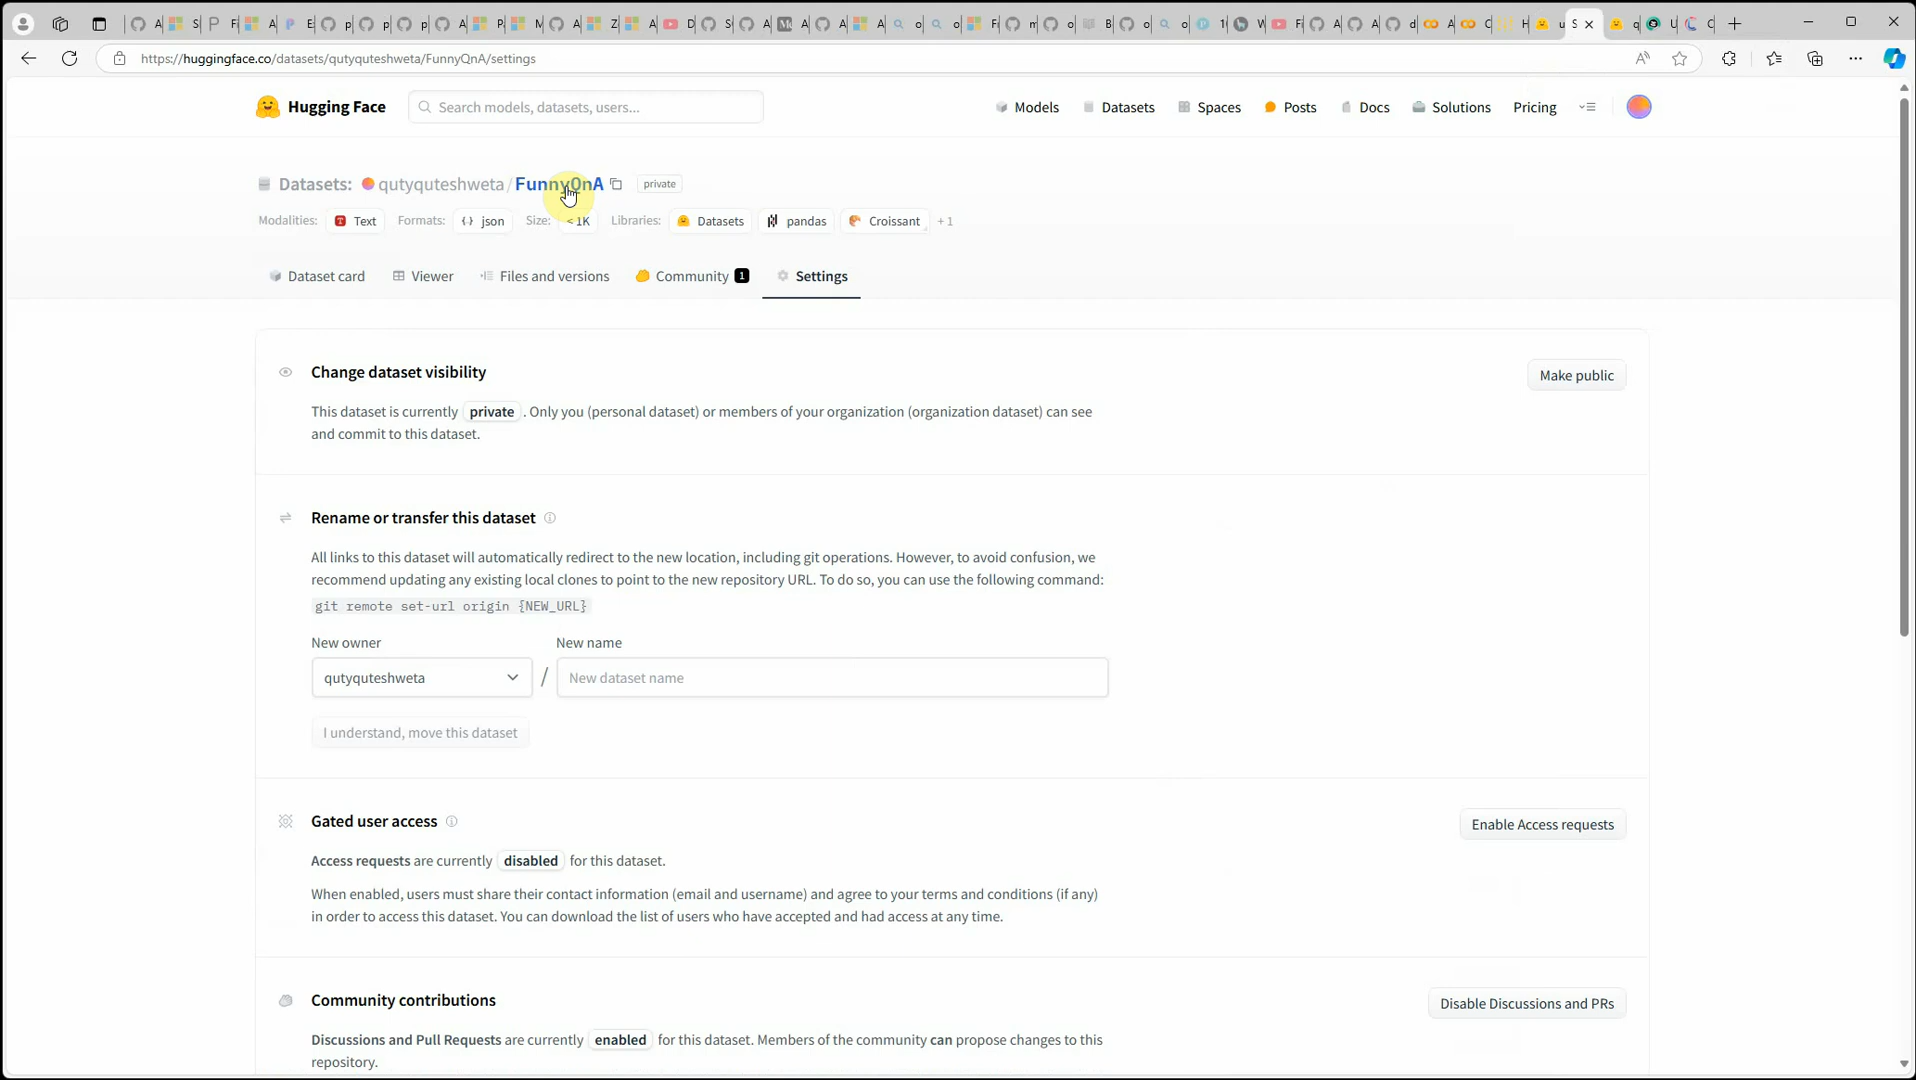 https://huggingface.co/datasets/qutyquteshweta/FunnyQnA/settings
Hugging Face
Search models, datasets, users...
Models
Datasets
Spaces
Posts
Docs
Solutions
Pricing
Datasets: qutyquteshweta/FunnyQnA private
Modalities: Text Formats: json Size: < 1K Libraries: Datasets pandas Croissant + 1
Dataset card Viewer Files and versions Community 1 Settings
Change dataset visibility
Make public
This dataset is currently private . Only you (personal dataset) or members of your organization (organization dataset) can see
and commit to this dataset.
Rename or transfer this dataset
All links to this dataset will automatically redirect to the new location, including git operations. However, to avoid confusion, we
recommend updating any existing local clones to point to the new repository URL. To do so, you can use the following command:
git remote set-url origin {NEW_URL}
New owner New name
qutyquteshweta / New dataset name
I understand, move this dataset
Gated user access
Enable Access requests
Access requests are currently disabled for this dataset.
When enabled, users must share their contact information (email and username) and agree to your terms and conditions (if any)
in order to access this dataset. You can download the list of users who have accepted and had access at any time.
Community contributions
Disable Discussions and PRs
Discussions and Pull Requests are currently enabled for this dataset. Members of the community can propose changes to this
repository.